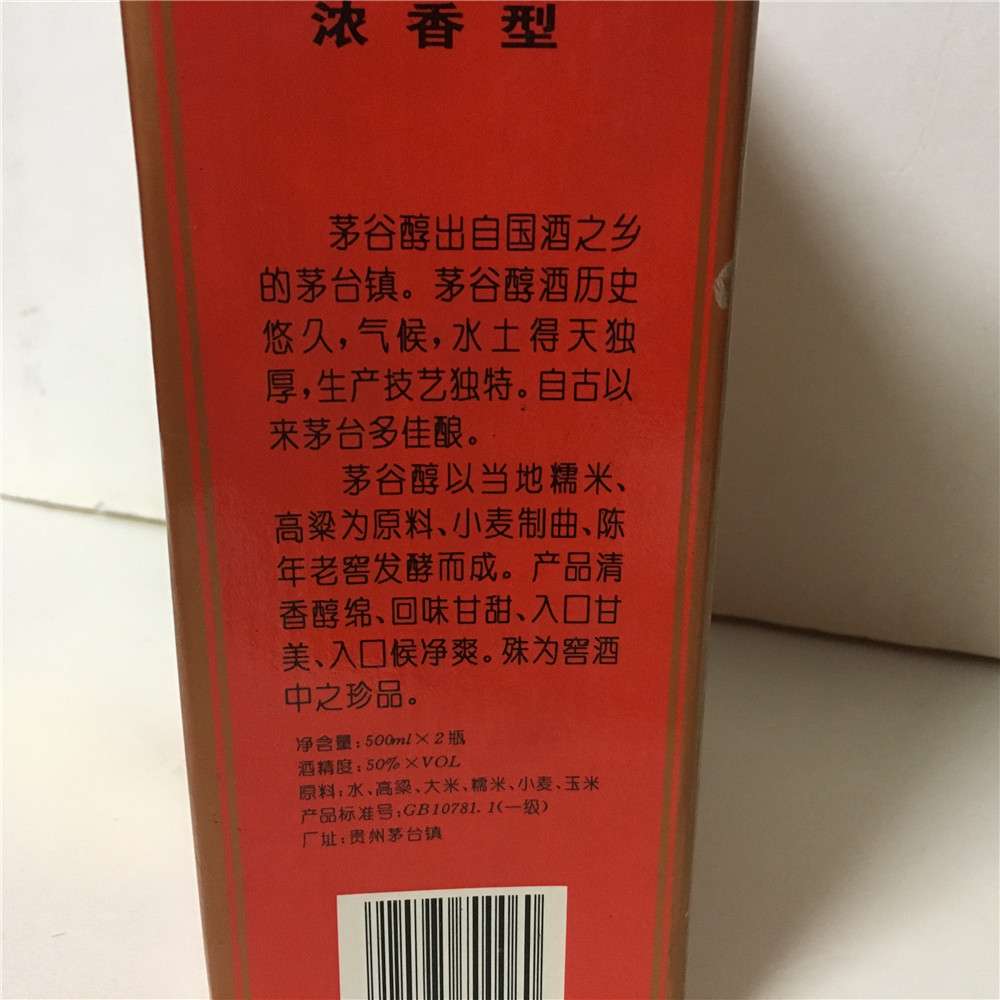 浓香型
茅谷醇出自国酒之乡
的茅台镇。茅谷醇酒历史
悠久,气候,水土得天独
厚,生产技艺独特。自古以
来茅台多佳酿。
茅谷醇以当地糯米、
高粱为原料、小麦制曲、陈
年老窖发酵而成。产品清
香醇绵、回味甘甜、入口甘
美、入口候净爽。殊为窖酒
中之珍品。
净含量:500ml×2瓶
酒精度:50%×VOL
原料:水、高粱、大米、糯米、小麦、玉米
产品标准号:GB10781.1(一级)
厂址:贵州茅台镇